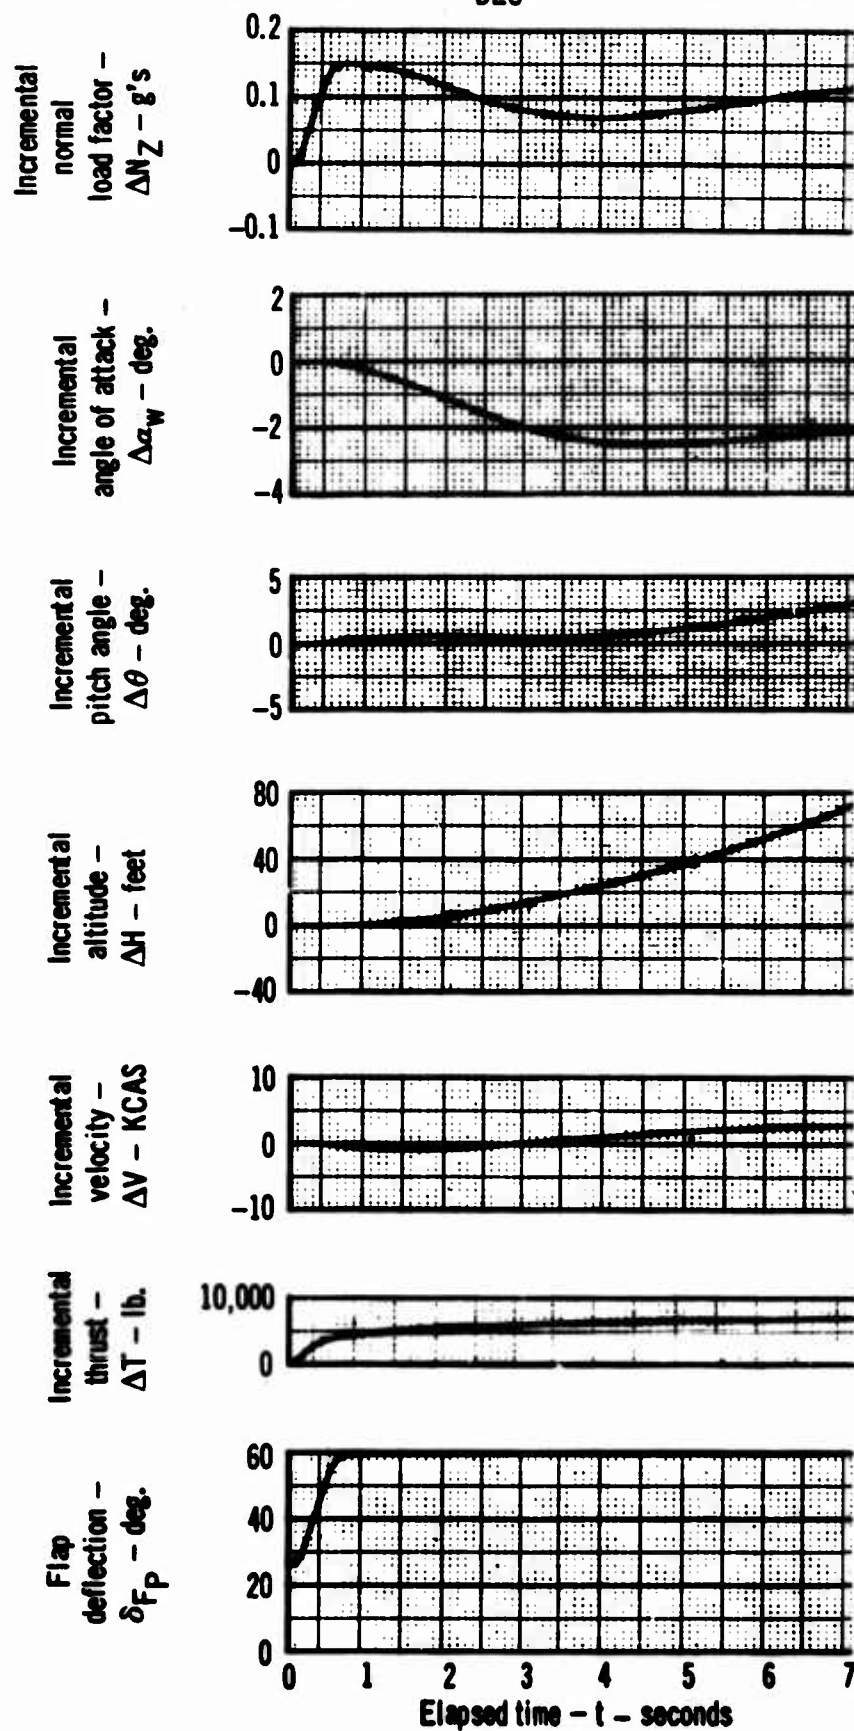 0.2
0.1
0
-0.1
Incremental
normal
load factor –
ΔN_Z – g's
2
0
-2
-4
Incremental
angle of attack –
Δα_w – deg.
5
0
-5
Incremental
pitch angle –
Δθ – deg.
80
40
0
-40
Incremental
altitude –
ΔH – feet
10
0
-10
Incremental
velocity –
ΔV – KCAS
10,000
0
Incremental
thrust –
ΔT – lb.
60
40
20
0
Flap
deflection –
δ_Fp – deg.
0 1 2 3 4 5 6 7
Elapsed time – t – seconds